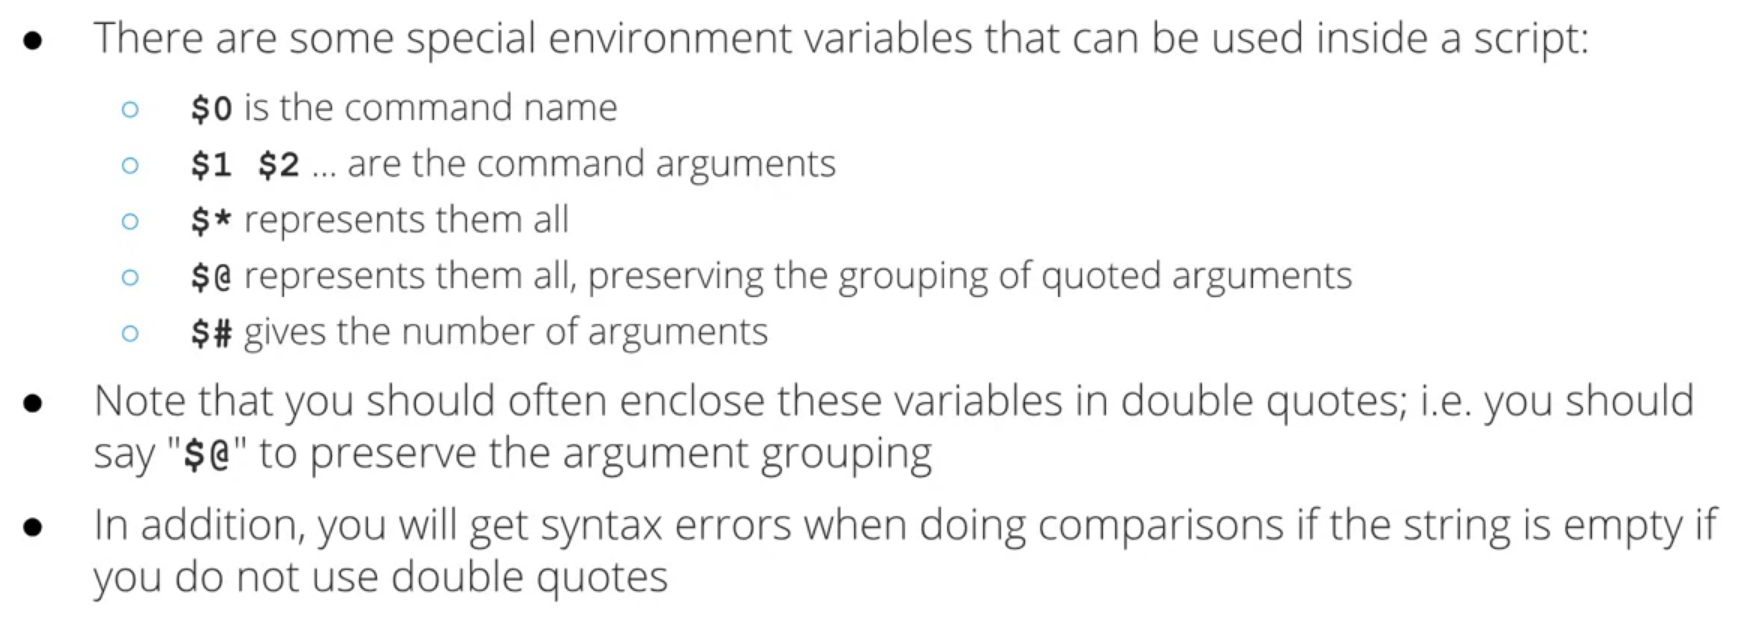 ● There are some special environment variables that can be used inside a script:
○ $0 is the command name
○ $1 $2 ... are the command arguments
○ $* represents them all
○ $@ represents them all, preserving the grouping of quoted arguments
○ $# gives the number of arguments
● Note that you should often enclose these variables in double quotes; i.e. you should
say "$@" to preserve the argument grouping
● In addition, you will get syntax errors when doing comparisons if the string is empty if
you do not use double quotes